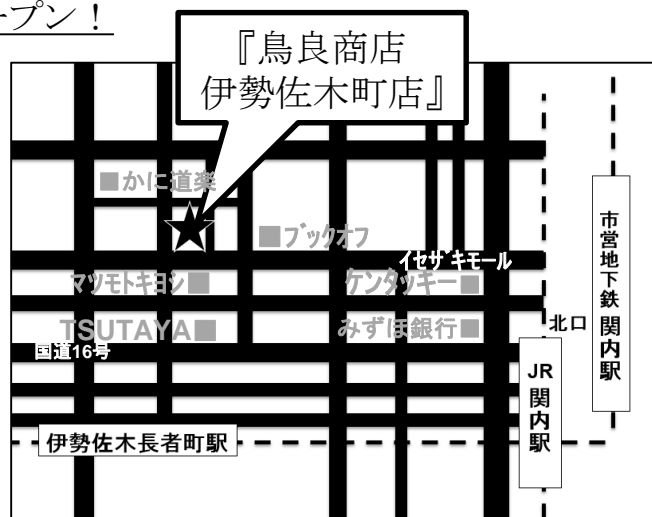 ープン！
『鳥良商店
伊勢佐木町店』
■かに道楽
■ブックオフ
イセザキモール
マツモトキヨシ■
ケンタッキー■
TSUTAYA■
みずほ銀行■
国道16号
北口
市営地下鉄 関内駅
JR
関内駅
伊勢佐木長者町駅